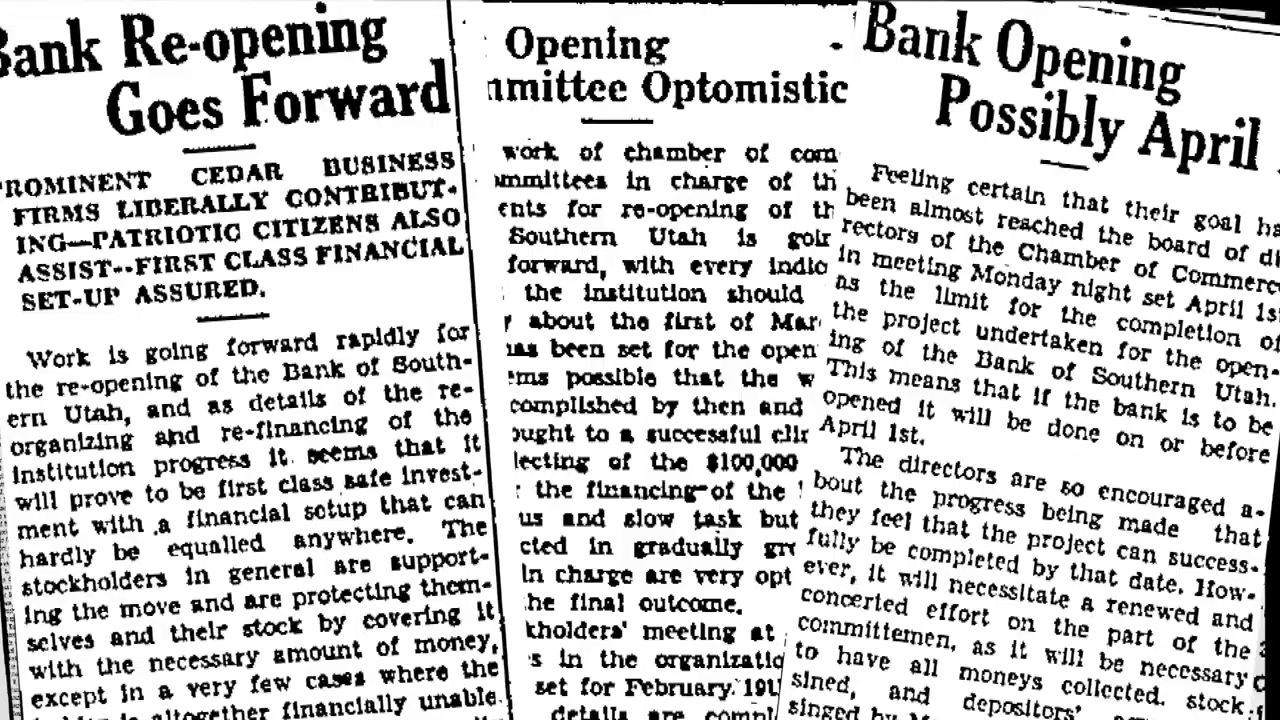 Bank Re-opening
Goes Forward
PROMINENT CEDAR BUSINESS
FIRMS LIBERALLY CONTRIBUT-
ING—PATRIOTIC CITIZENS ALSO
ASSIST--FIRST CLASS FINANCIAL
SET-UP ASSURED.
Work is going forward rapidly for
the re-opening of the Bank of South-
ern Utah, and as details of the re-
organizing and re-financing of the
institution progress it seems that it
will prove to be first class safe invest-
ment with a financial setup that can
hardly be equalled anywhere. The
stockholders in general are support-
ing the move and are protecting them-
selves and their stock by covering it
with the necessary amount of money,
except in a very few cases where the
is altogether financially unable
Opening
mmittee Optomistic
work of chamber of com
ommittees in charge of th
ents for re-opening of th
Southern Utah is goin
forward, with every indic
the institution should
y about the first of Mar
has been set for the open
ems possible that the w
complished by then and
ought to a successful clim
lecting of the $100,000
the financing of the
us and slow task but
cted in gradually gre
in charge are very opt
he final outcome.
kholders' meeting at
s in the organizatio
set for February 19
details are compl
Bank Opening
Possibly April
Feeling certain that their goal ha
been almost reached the board of di
rectors of the Chamber of Commerc
in meeting Monday night set April 1st
as the limit for the completion of
the project undertaken for the open-
ing of the Bank of Southern Utah.
This means that if the bank is to be
opened it will be done on or before
April 1st.
The directors are so encouraged a-
bout the progress being made that
they feel that the project can success-
fully be completed by that date. How-
ever, it will necessitate a renewed and
concerted effort on the part of the
committemen, as it will be necessary
to have all moneys collected, stock
sined, and depositors'
singed by